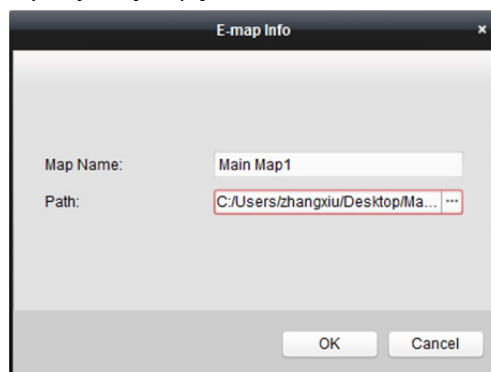 E-map Info
Map Name:
Main Map1
Path:
C:/Users/zhangxiu/Desktop/Ma... ...
OK
Cancel